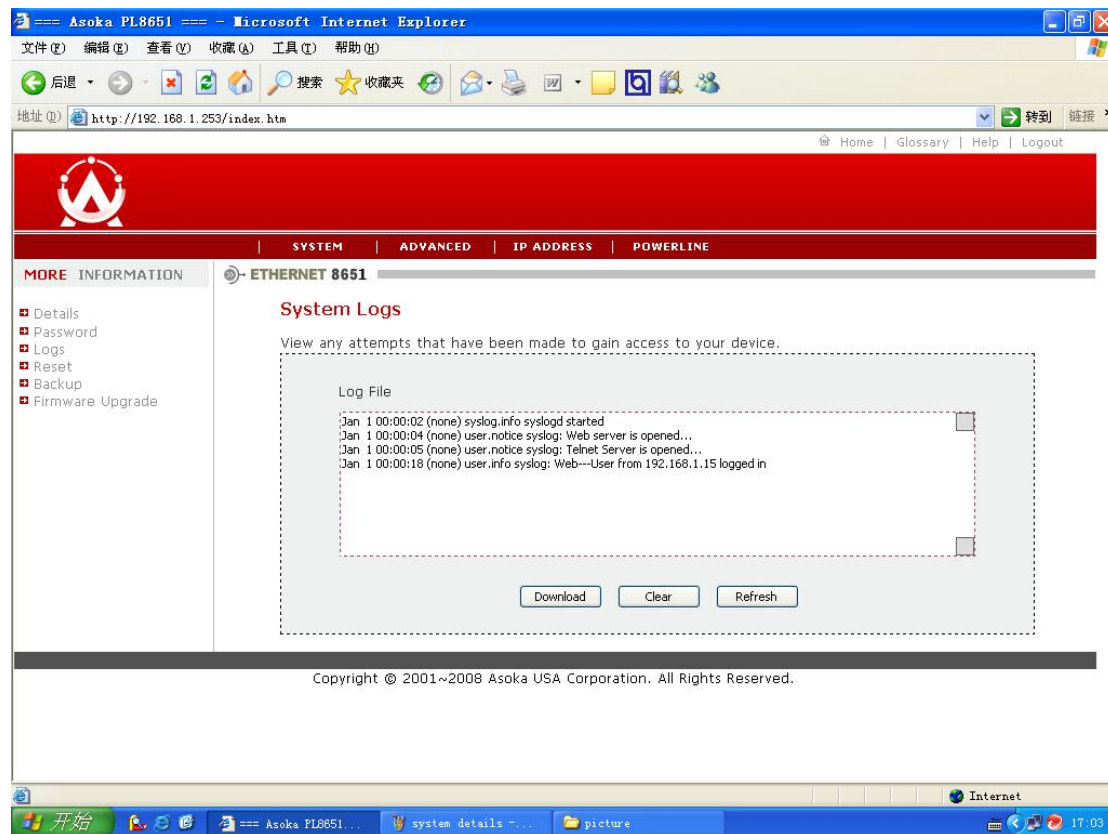 === Asoka PL8651 === - Microsoft Internet Explorer
文件(F) 编辑(E) 查看(V) 收藏(A) 工具(T) 帮助(H)
后退 搜索 收藏夹
地址(D) http://192.168.1.253/index.htm 转到 链接
Home | Glossary | Help | Logout
| SYSTEM | ADVANCED | IP ADDRESS | POWERLINE
MORE INFORMATION
Details
Password
Logs
Reset
Backup
Firmware Upgrade
ETHERNET 8651
System Logs
View any attempts that have been made to gain access to your device.
Log File
Jan 1 00:00:02 (none) syslog.info syslogd started
Jan 1 00:00:04 (none) user.notice syslog: Web server is opened...
Jan 1 00:00:05 (none) user.notice syslog: Telnet Server is opened...
Jan 1 00:00:18 (none) user.info syslog: Web---User from 192.168.1.15 logged in
Download Clear Refresh
Copyright © 2001~2008 Asoka USA Corporation. All Rights Reserved.
Internet
开始 === Asoka PL8651... system details -... picture 17:03